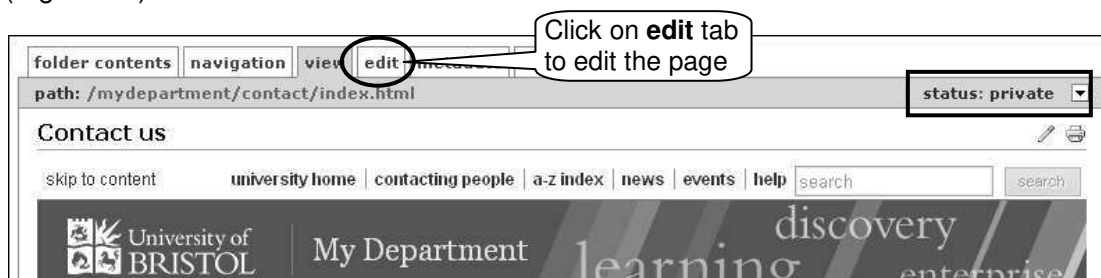 Click on edit tab
to edit the page
folder contents navigation view edit
path: /mydepartment/contact/index.html status: private
Contact us
skip to content university home | contacting people | a-z index | news | events | help search search
University of
BRISTOL
My Department
discovery
learning
enterprise